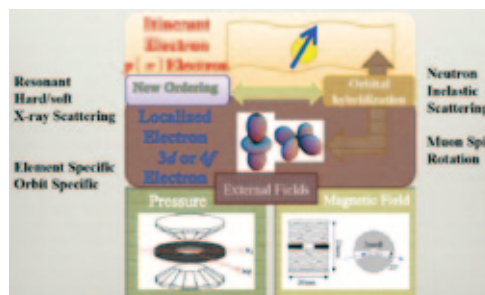 Itinerant
Electron
Electron
New Ordering
Orbital
hybridization
Resonant
Hard/soft
X-ray Scattering
Neutron
Inelastic
Scattering
Localized
Electron
3d or 4f
Electron
Muon Spi
Rotation
Element Specific
Orbit Specific
External Fields
Pressure
Magnetic Field